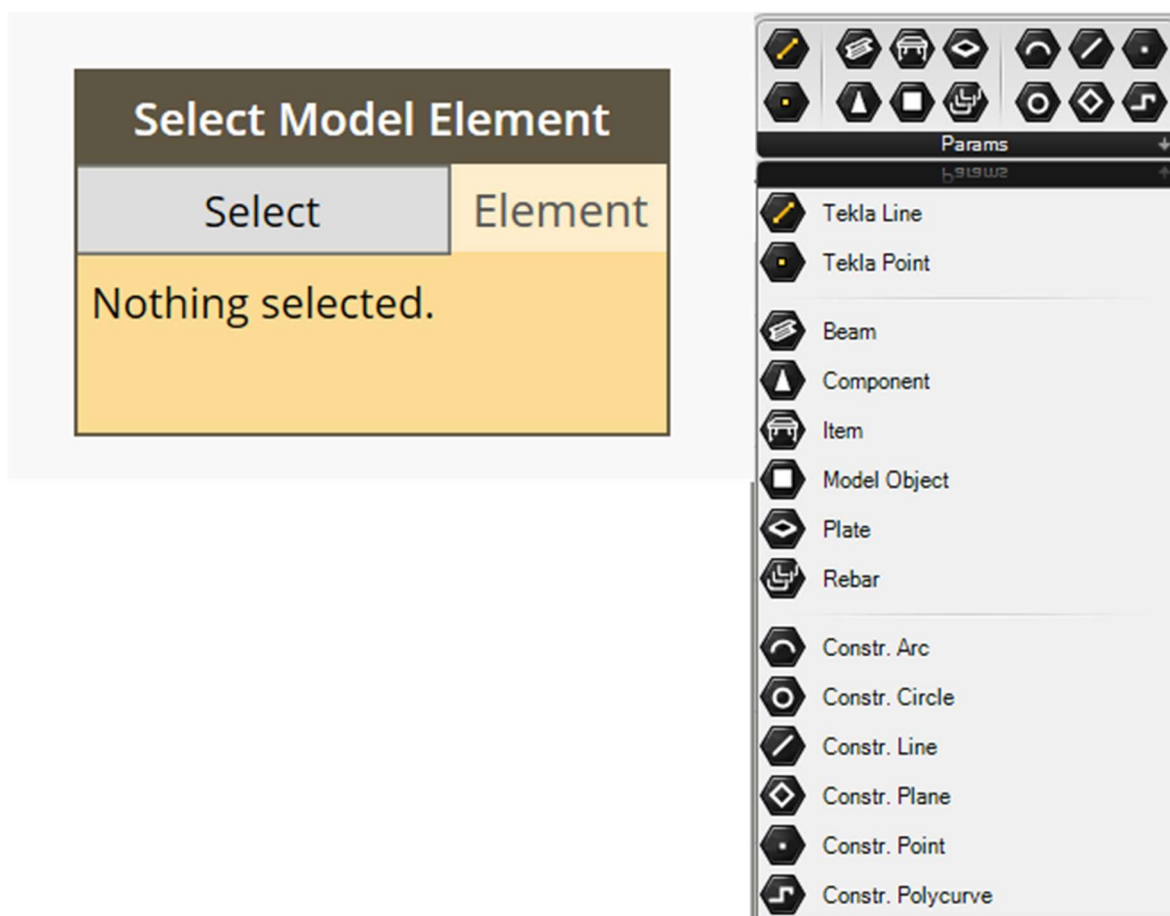 Select Model Element
Select
Element
Nothing selected.
Params
Params
Tekla Line
Tekla Point
Beam
Component
Item
Model Object
Plate
Rebar
Constr. Arc
Constr. Circle
Constr. Line
Constr. Plane
Constr. Point
Constr. Polycurve